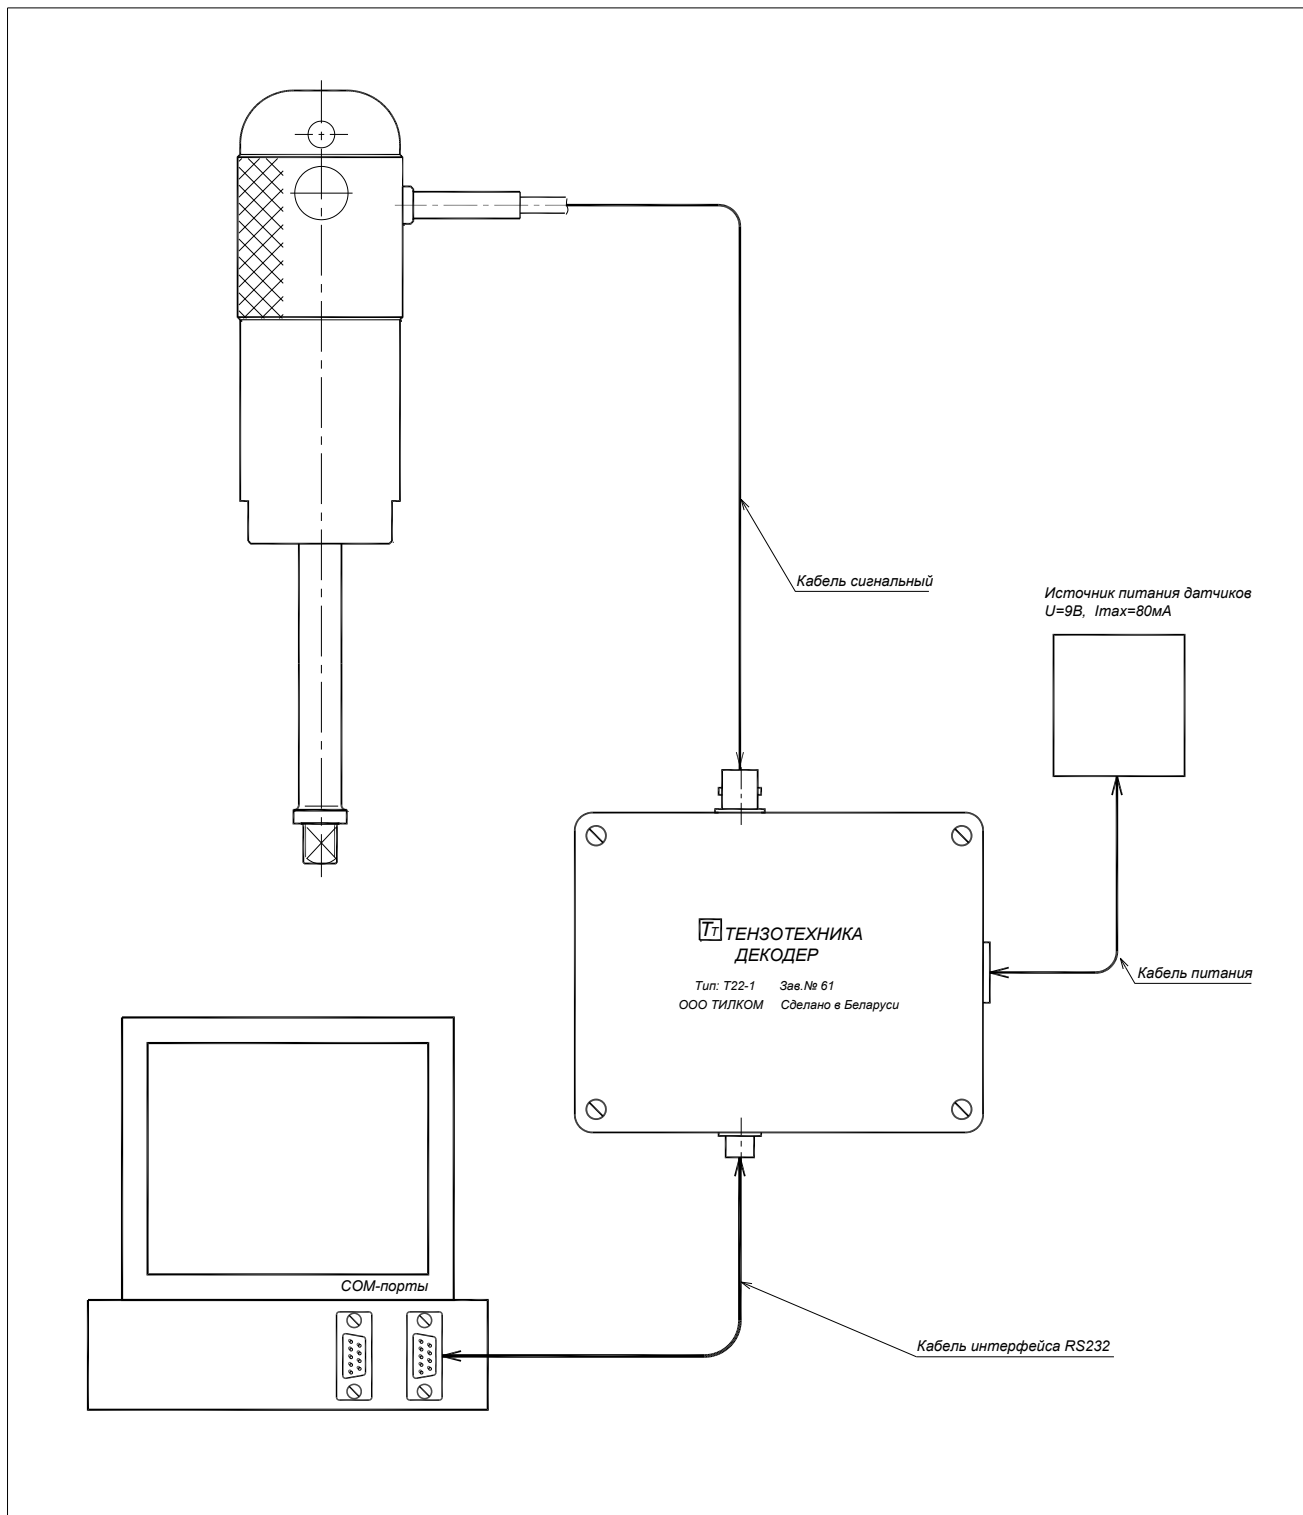 Кабель сигнальный
Источник питания датчиков
U=9В, Imax=80мА
Тт ТЕНЗОТЕХНИКА
ДЕКОДЕР
Кабель питания
Тип: Т22-1 Зав.№ 61
ООО ТИЛКОМ Сделано в Беларуси
COM-порты
Кабель интерфейса RS232